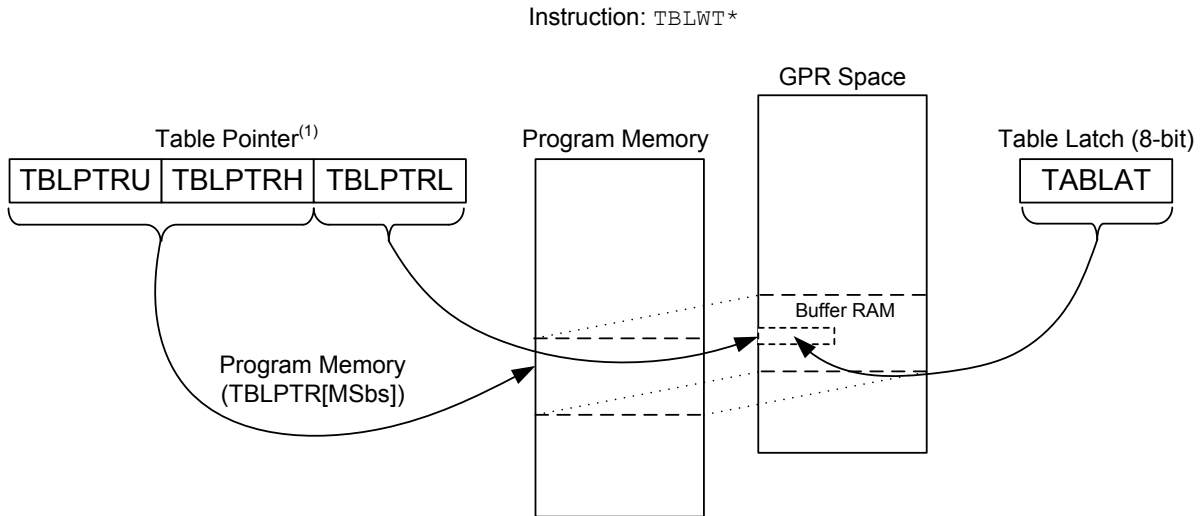 Instruction: TBLWT*
GPR Space
Table Pointer(1)
Program Memory
Table Latch (8-bit)
TBLPTRU TBLPTRH TBLPTRL
TABLAT
Buffer RAM
Program Memory
(TBLPTR[MSbs])